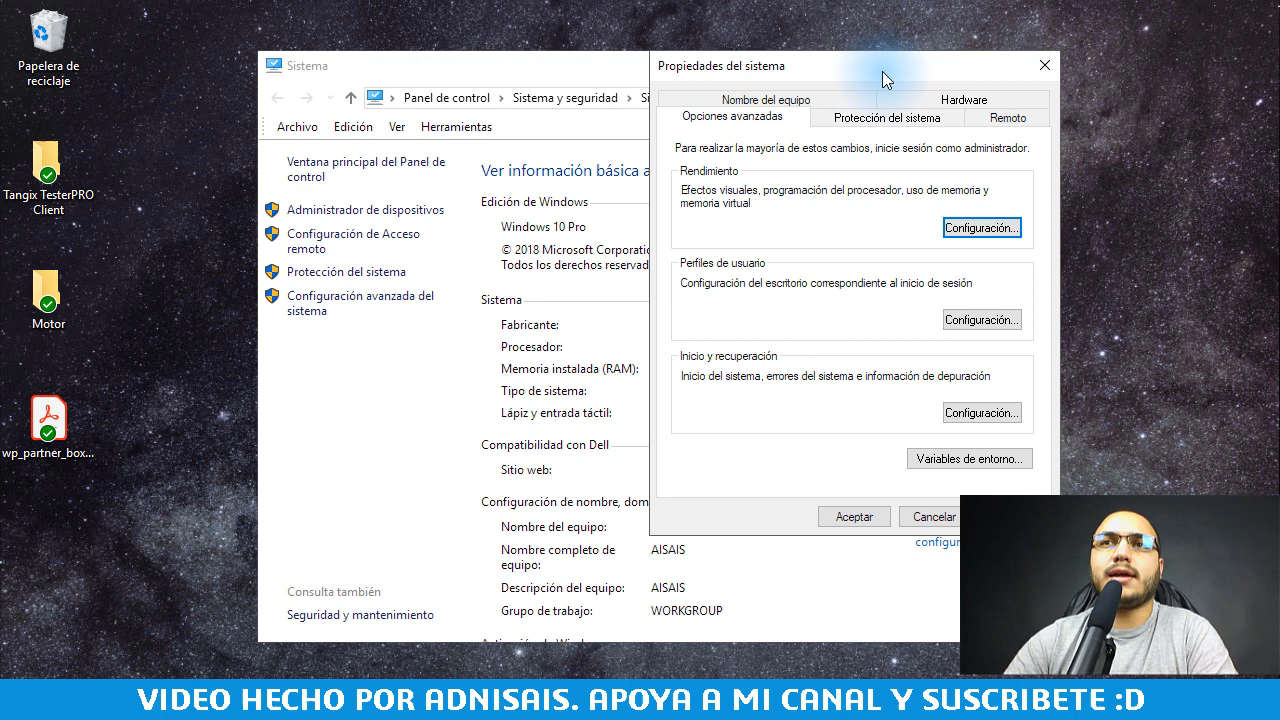 Papelera de
reciclaje
Tangix TesterPRO
Client
Motor
wp_partner_box...
Sistema
Panel de control
Sistema y seguridad
Archivo
Edición
Ver
Herramientas
Ventana principal del Panel de
control
Administrador de dispositivos
Configuración de Acceso
remoto
Protección del sistema
Configuración avanzada del
sistema
Consulta también
Seguridad y mantenimiento
Ver información básica a
Edición de Windows
Windows 10 Pro
© 2018 Microsoft Corporatio
Todos los derechos reservad
Sistema
Fabricante:
Procesador:
Memoria instalada (RAM):
Tipo de sistema:
Lápiz y entrada táctil:
Compatibilidad con Dell
Sitio web:
Configuración de nombre, dom
Nombre del equipo:
Nombre completo de
equipo:
AISAIS
Descripción del equipo:
AISAIS
Grupo de trabajo:
WORKGROUP
configur
Propiedades del sistema
Nombre del equipo
Hardware
Opciones avanzadas
Protección del sistema
Remoto
Para realizar la mayoría de estos cambios, inicie sesión como administrador.
Rendimiento
Efectos visuales, programación del procesador, uso de memoria y
memoria virtual
Configuración...
Perfiles de usuario
Configuración del escritorio correspondiente al inicio de sesión
Configuración...
Inicio y recuperación
Inicio del sistema, errores del sistema e información de depuración
Configuración...
Variables de entorno...
Aceptar
Cancelar
VIDEO HECHO POR ADNISAIS. APOYA A MI CANAL Y SUSCRIBETE :D